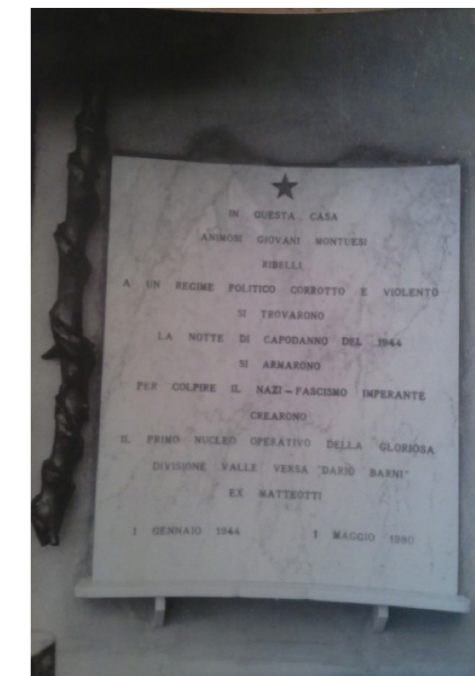 IN QUESTA CASA
ANIMOSI GIOVANI MONTUESI
RIBELLI
A UN REGIME POLITICO CORROTTO E VIOLENTO
SI TROVARONO
LA NOTTE DI CAPODANNO DEL 1944
SI ARMARONO
PER COLPIRE IL NAZI-FASCISMO IMPERANTE
CREARONO
IL PRIMO NUCLEO OPERATIVO DELLA GLORIOSA
DIVISIONE VALLE VERSA "DARIO BARNI"
EX MATTEOTTI
1 GENNAIO 1944 1 MAGGIO 1980